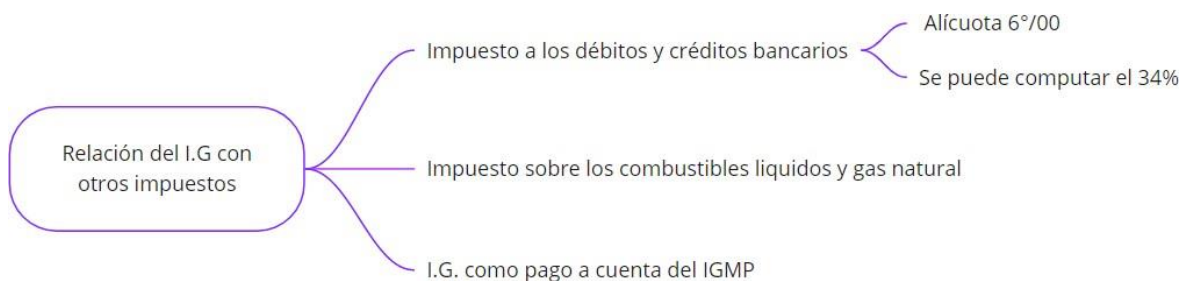 Relación del I.G con
otros impuestos
Impuesto a los débitos y créditos bancarios
Alícuota 6°/00
Se puede computar el 34%
Impuesto sobre los combustibles liquidos y gas natural
I.G. como pago a cuenta del IGMP